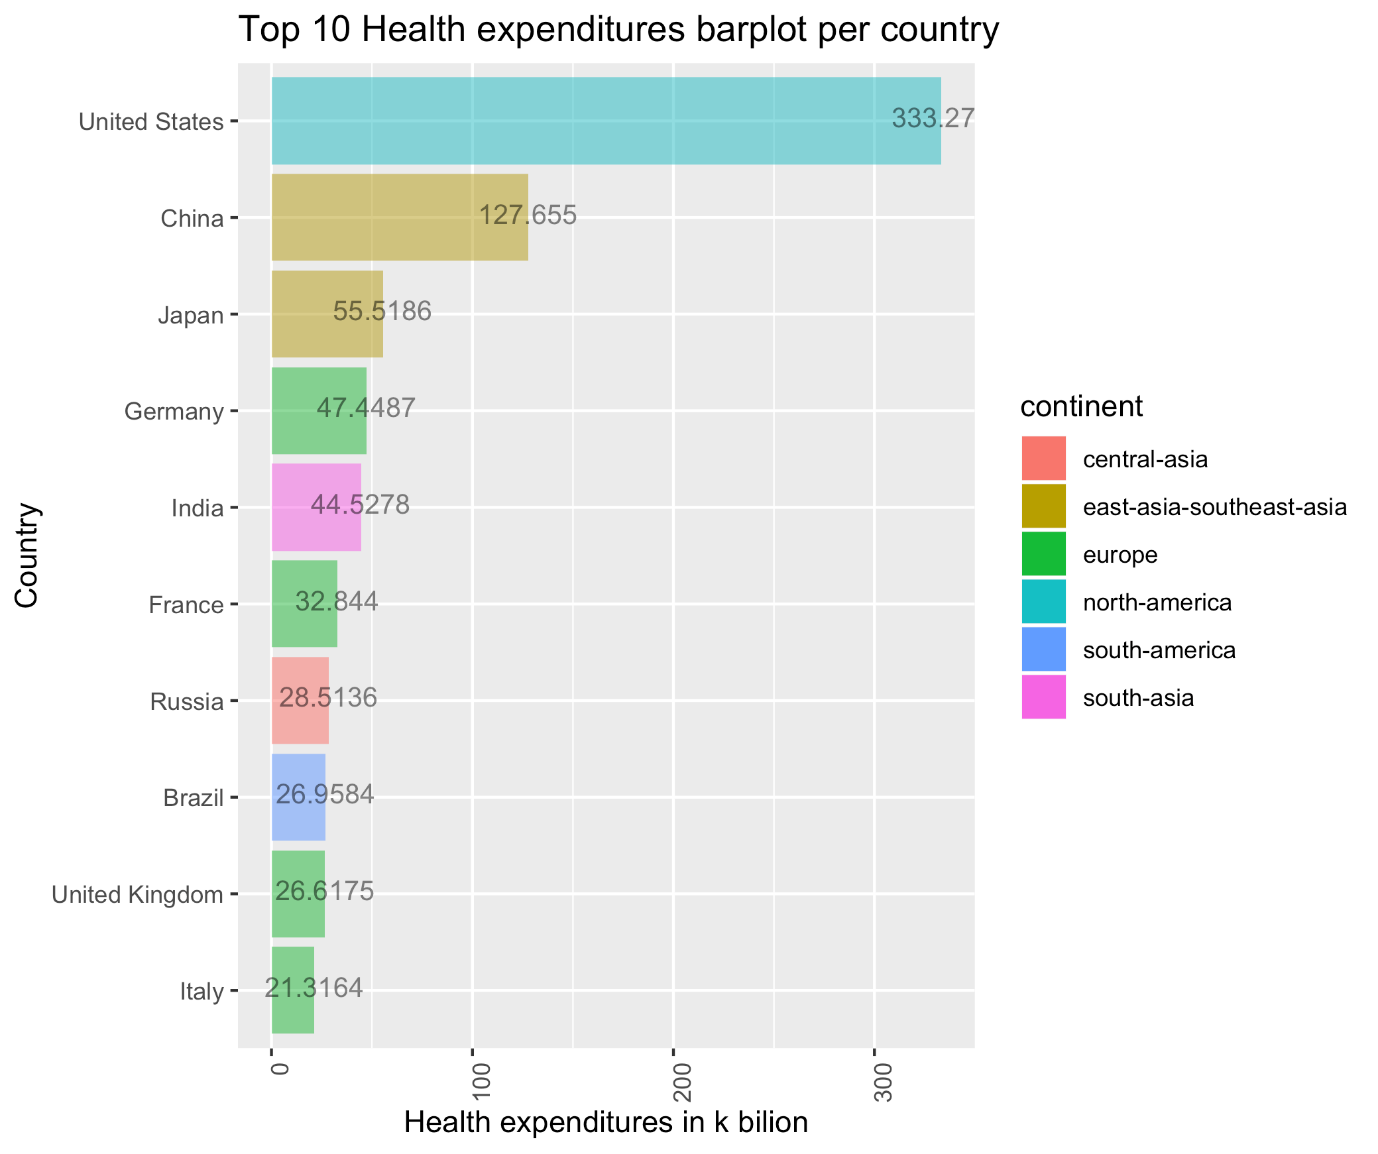 Top 10 Health expenditures barplot per country
United States
333.27
China
127.655
Japan
55.5186
Germany
47.4487
India
44.5278
France
32.844
Russia
28.5136
Brazil
26.9584
United Kingdom
26.6175
Italy
21.3164
Country
0
100
200
300
Health expenditures in k bilion
continent
central-asia
east-asia-southeast-asia
europe
north-america
south-america
south-asia